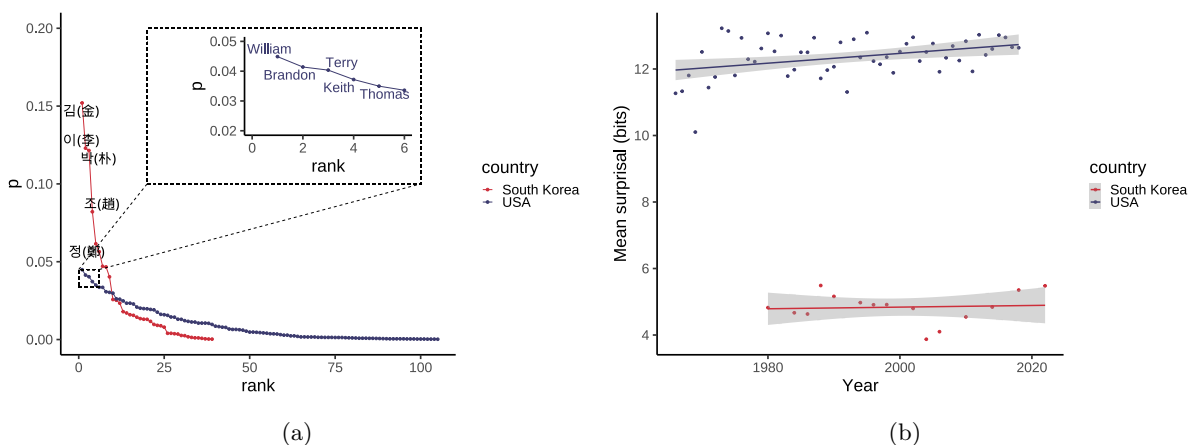 0.20
0.15
0.10
0.05
0.00
p
0
25
50
75
100
rank
김(金)
이(李)
박(朴)
조(趙)
정(鄭)
0.05
0.04
0.03
0.02
p
0
2
4
6
rank
William
Brandon
Terry
Keith
Thomas
country
South Korea
USA
(a)
12
10
8
6
4
Mean surprisal (bits)
1980
2000
2020
Year
country
South Korea
USA
(b)